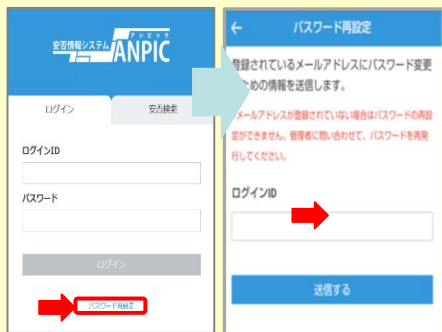 安否情報システム
アンピック
ANPIC
ログイン
安否検索
ログインID
パスワード
ログイン
パスワード再設定
パスワード再設定
登録されているメールアドレスにパスワード変更
ための情報を送信します。
メールアドレスが登録されていない場合はパスワードの再設
定ができません。管理者に問い合わせて、パスワードを再発
行してください。
ログインID
送信する